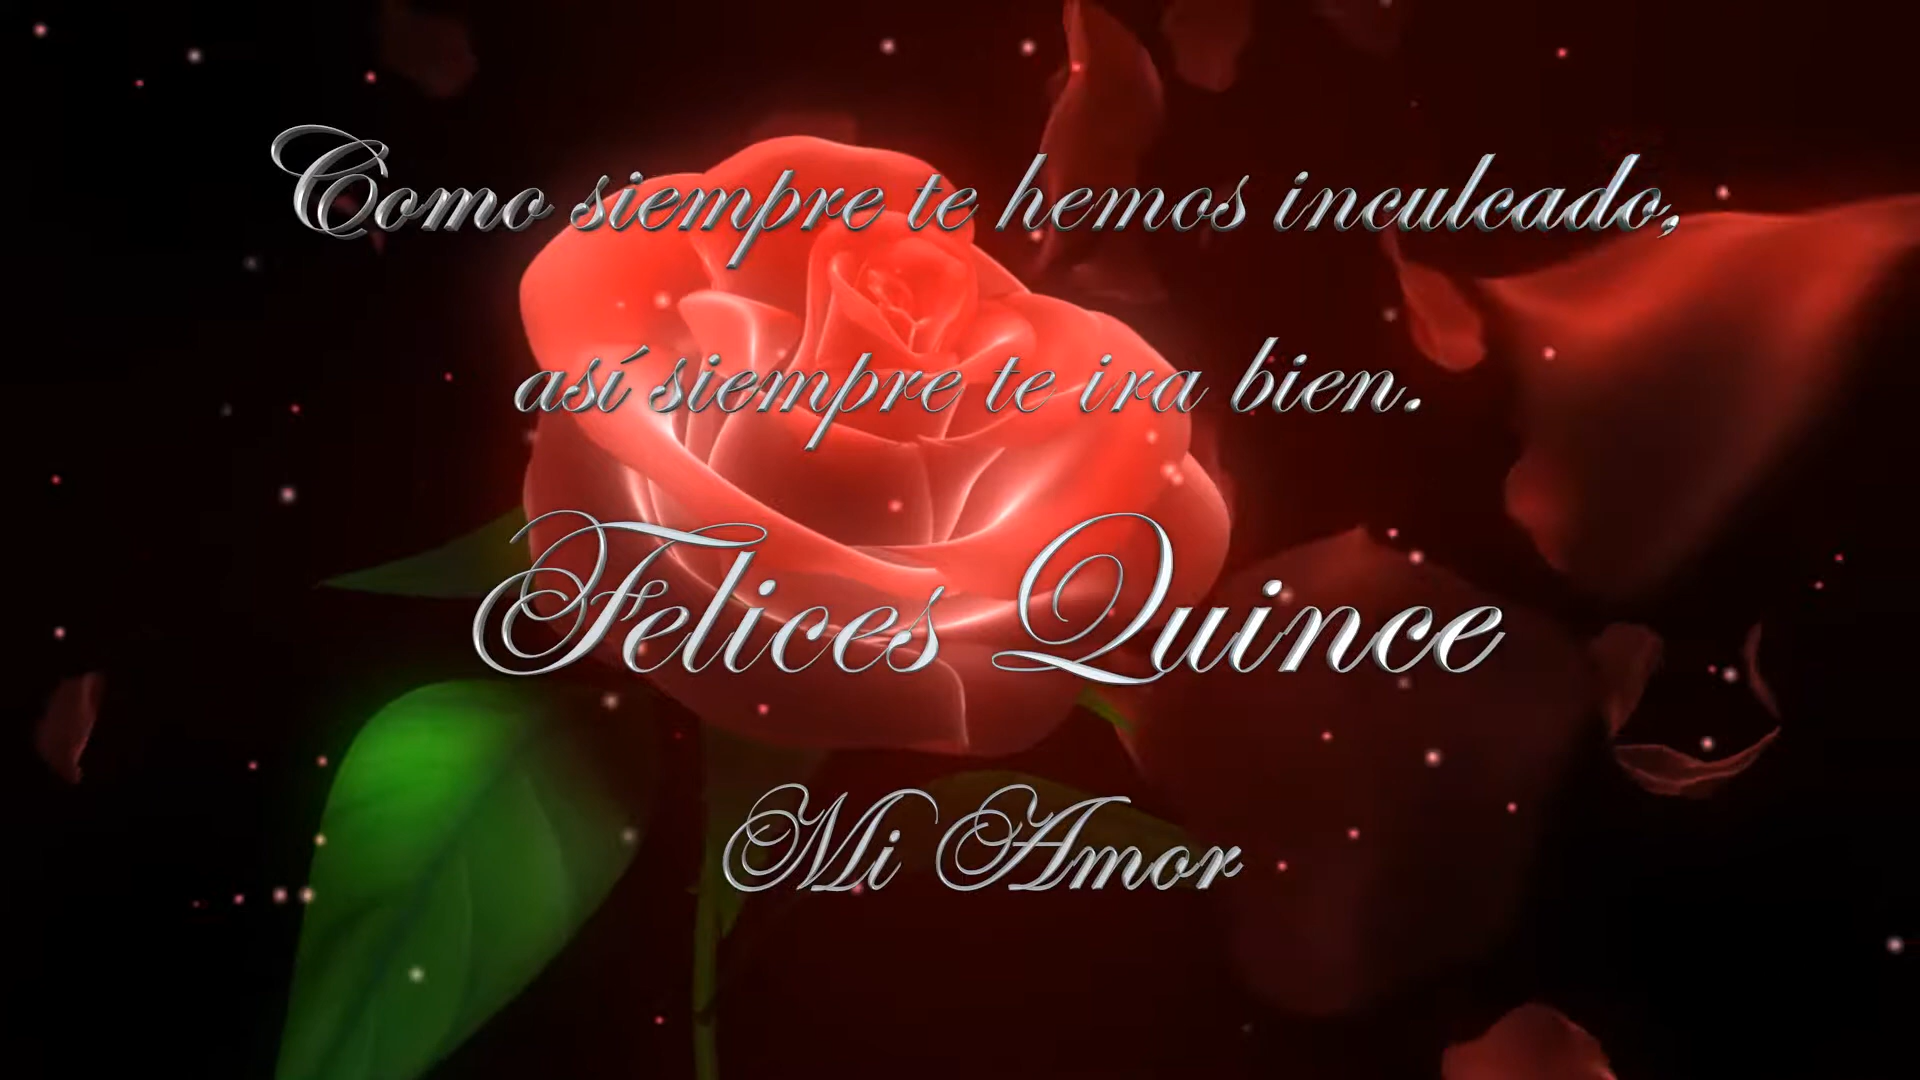 Como siempre te hemos inculcado,
así siempre te ira bien.
Felices Quince
Mi Amor